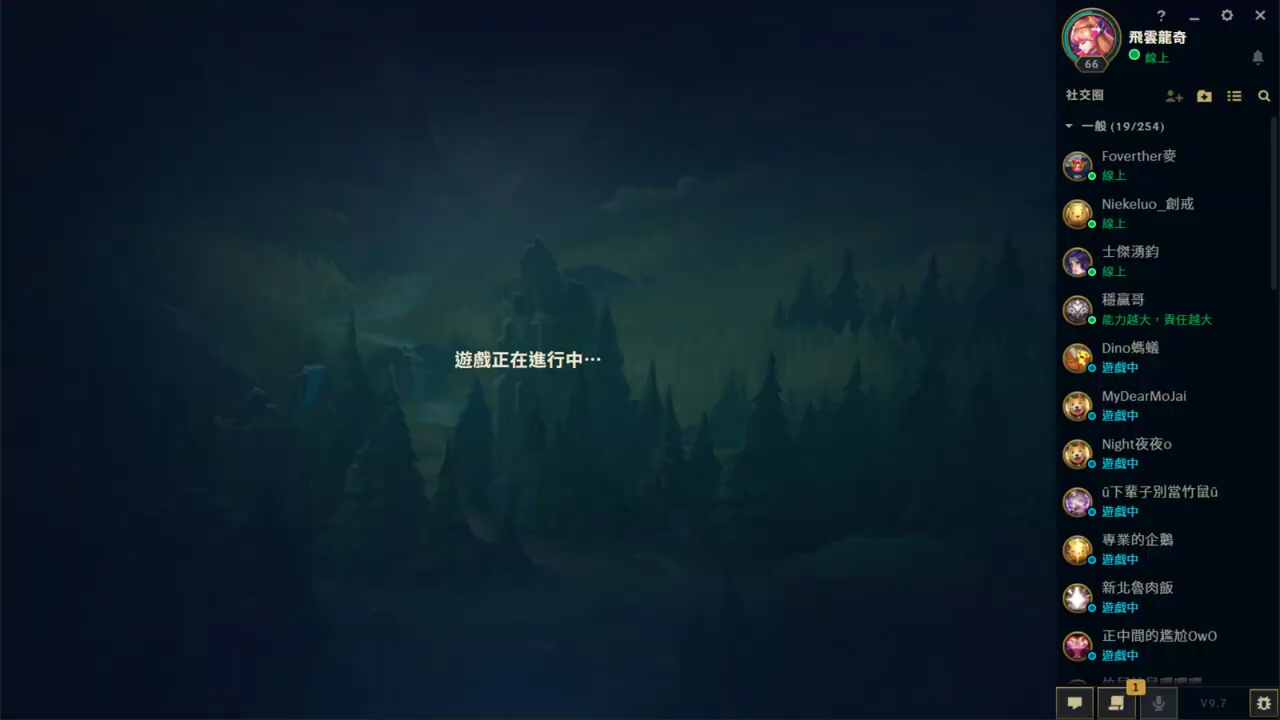 ?
飛雲龍奇
線上
66
社交圈
一般 (19/254)
Foverther麥
線上
Niekeluo_創戒
線上
士傑湧鈞
線上
穩贏哥
能力越大，責任越大
遊戲正在進行中…
Dino螞蟻
遊戲中
MyDearMoJai
遊戲中
Night夜夜o
遊戲中
ü下輩子別當竹鼠ü
遊戲中
專業的企鵝
遊戲中
新北魯肉飯
遊戲中
正中間的尷尬OwO
遊戲中
1
V9.7